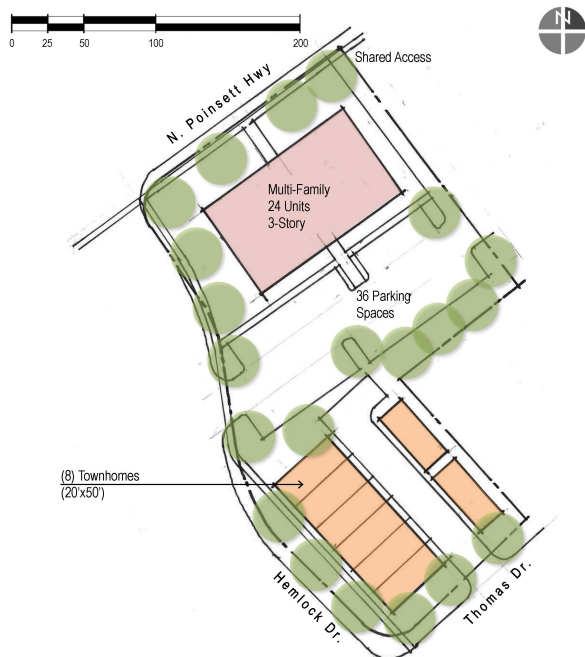 0 25 50 100 200
N
Shared Access
N. Poinsett Hwy
Multi-Family
24 Units
3-Story
36 Parking
Spaces
(8) Townhomes
(20'x50')
Hemlock Dr.
Thomas Dr.